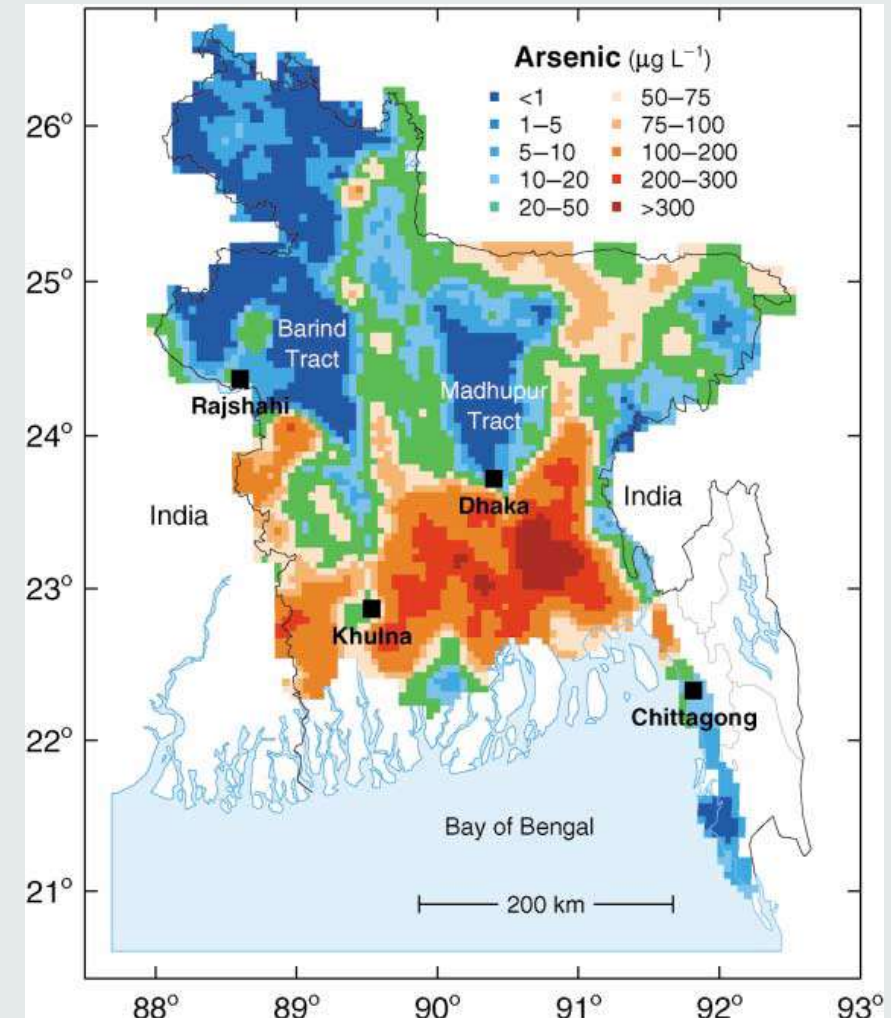 Arsenic (µg L⁻¹)
<1
1–5
5–10
10–20
20–50
50–75
75–100
100–200
200–300
>300
26°
25°
24°
23°
22°
21°
Barind
Tract
Madhupur
Tract
Rajshahi
Dhaka
India
India
Khulna
Chittagong
Bay of Bengal
200 km
88°
89°
90°
91°
92°
93°